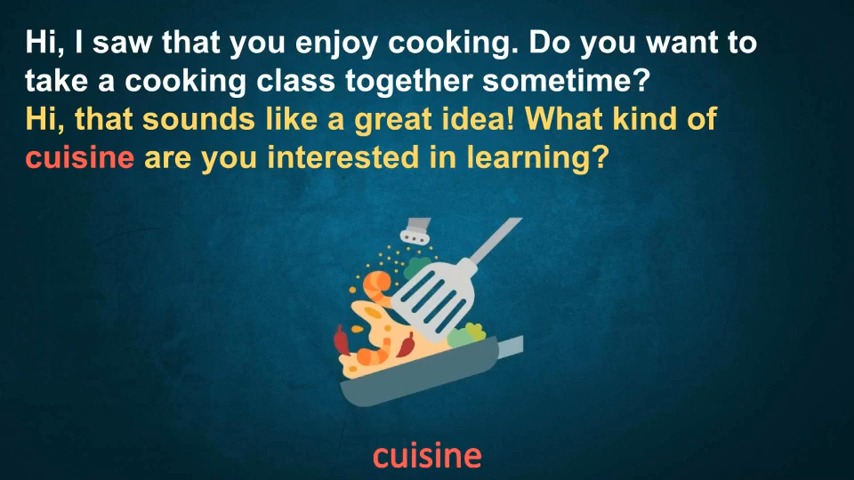 Hi, I saw that you enjoy cooking. Do you want to
take a cooking class together sometime?
Hi, that sounds like a great idea! What kind of
cuisine are you interested in learning?
cuisine